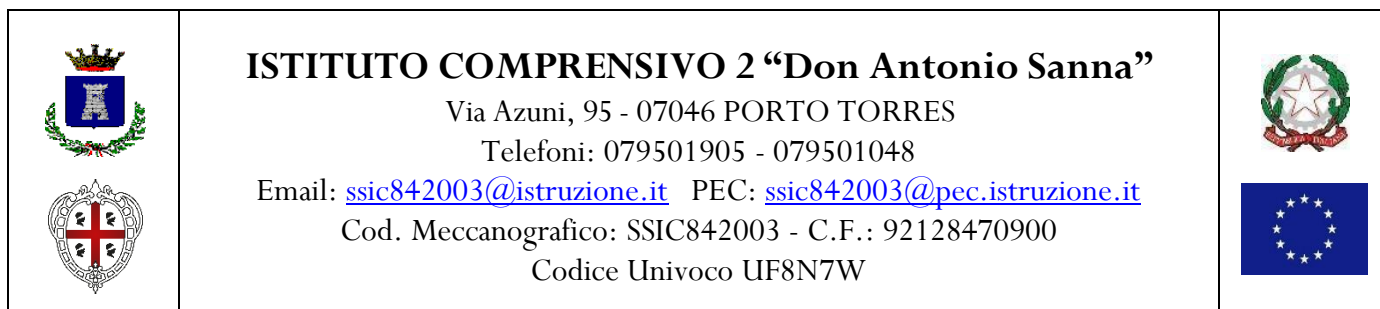 ISTITUTO COMPRENSIVO 2 “Don Antonio Sanna”
Via Azuni, 95 - 07046 PORTO TORRES
Telefoni: 079501905 - 079501048
Email: ssic842003@istruzione.it PEC: ssic842003@pec.istruzione.it
Cod. Meccanografico: SSIC842003 - C.F.: 92128470900
Codice Univoco UF8N7W